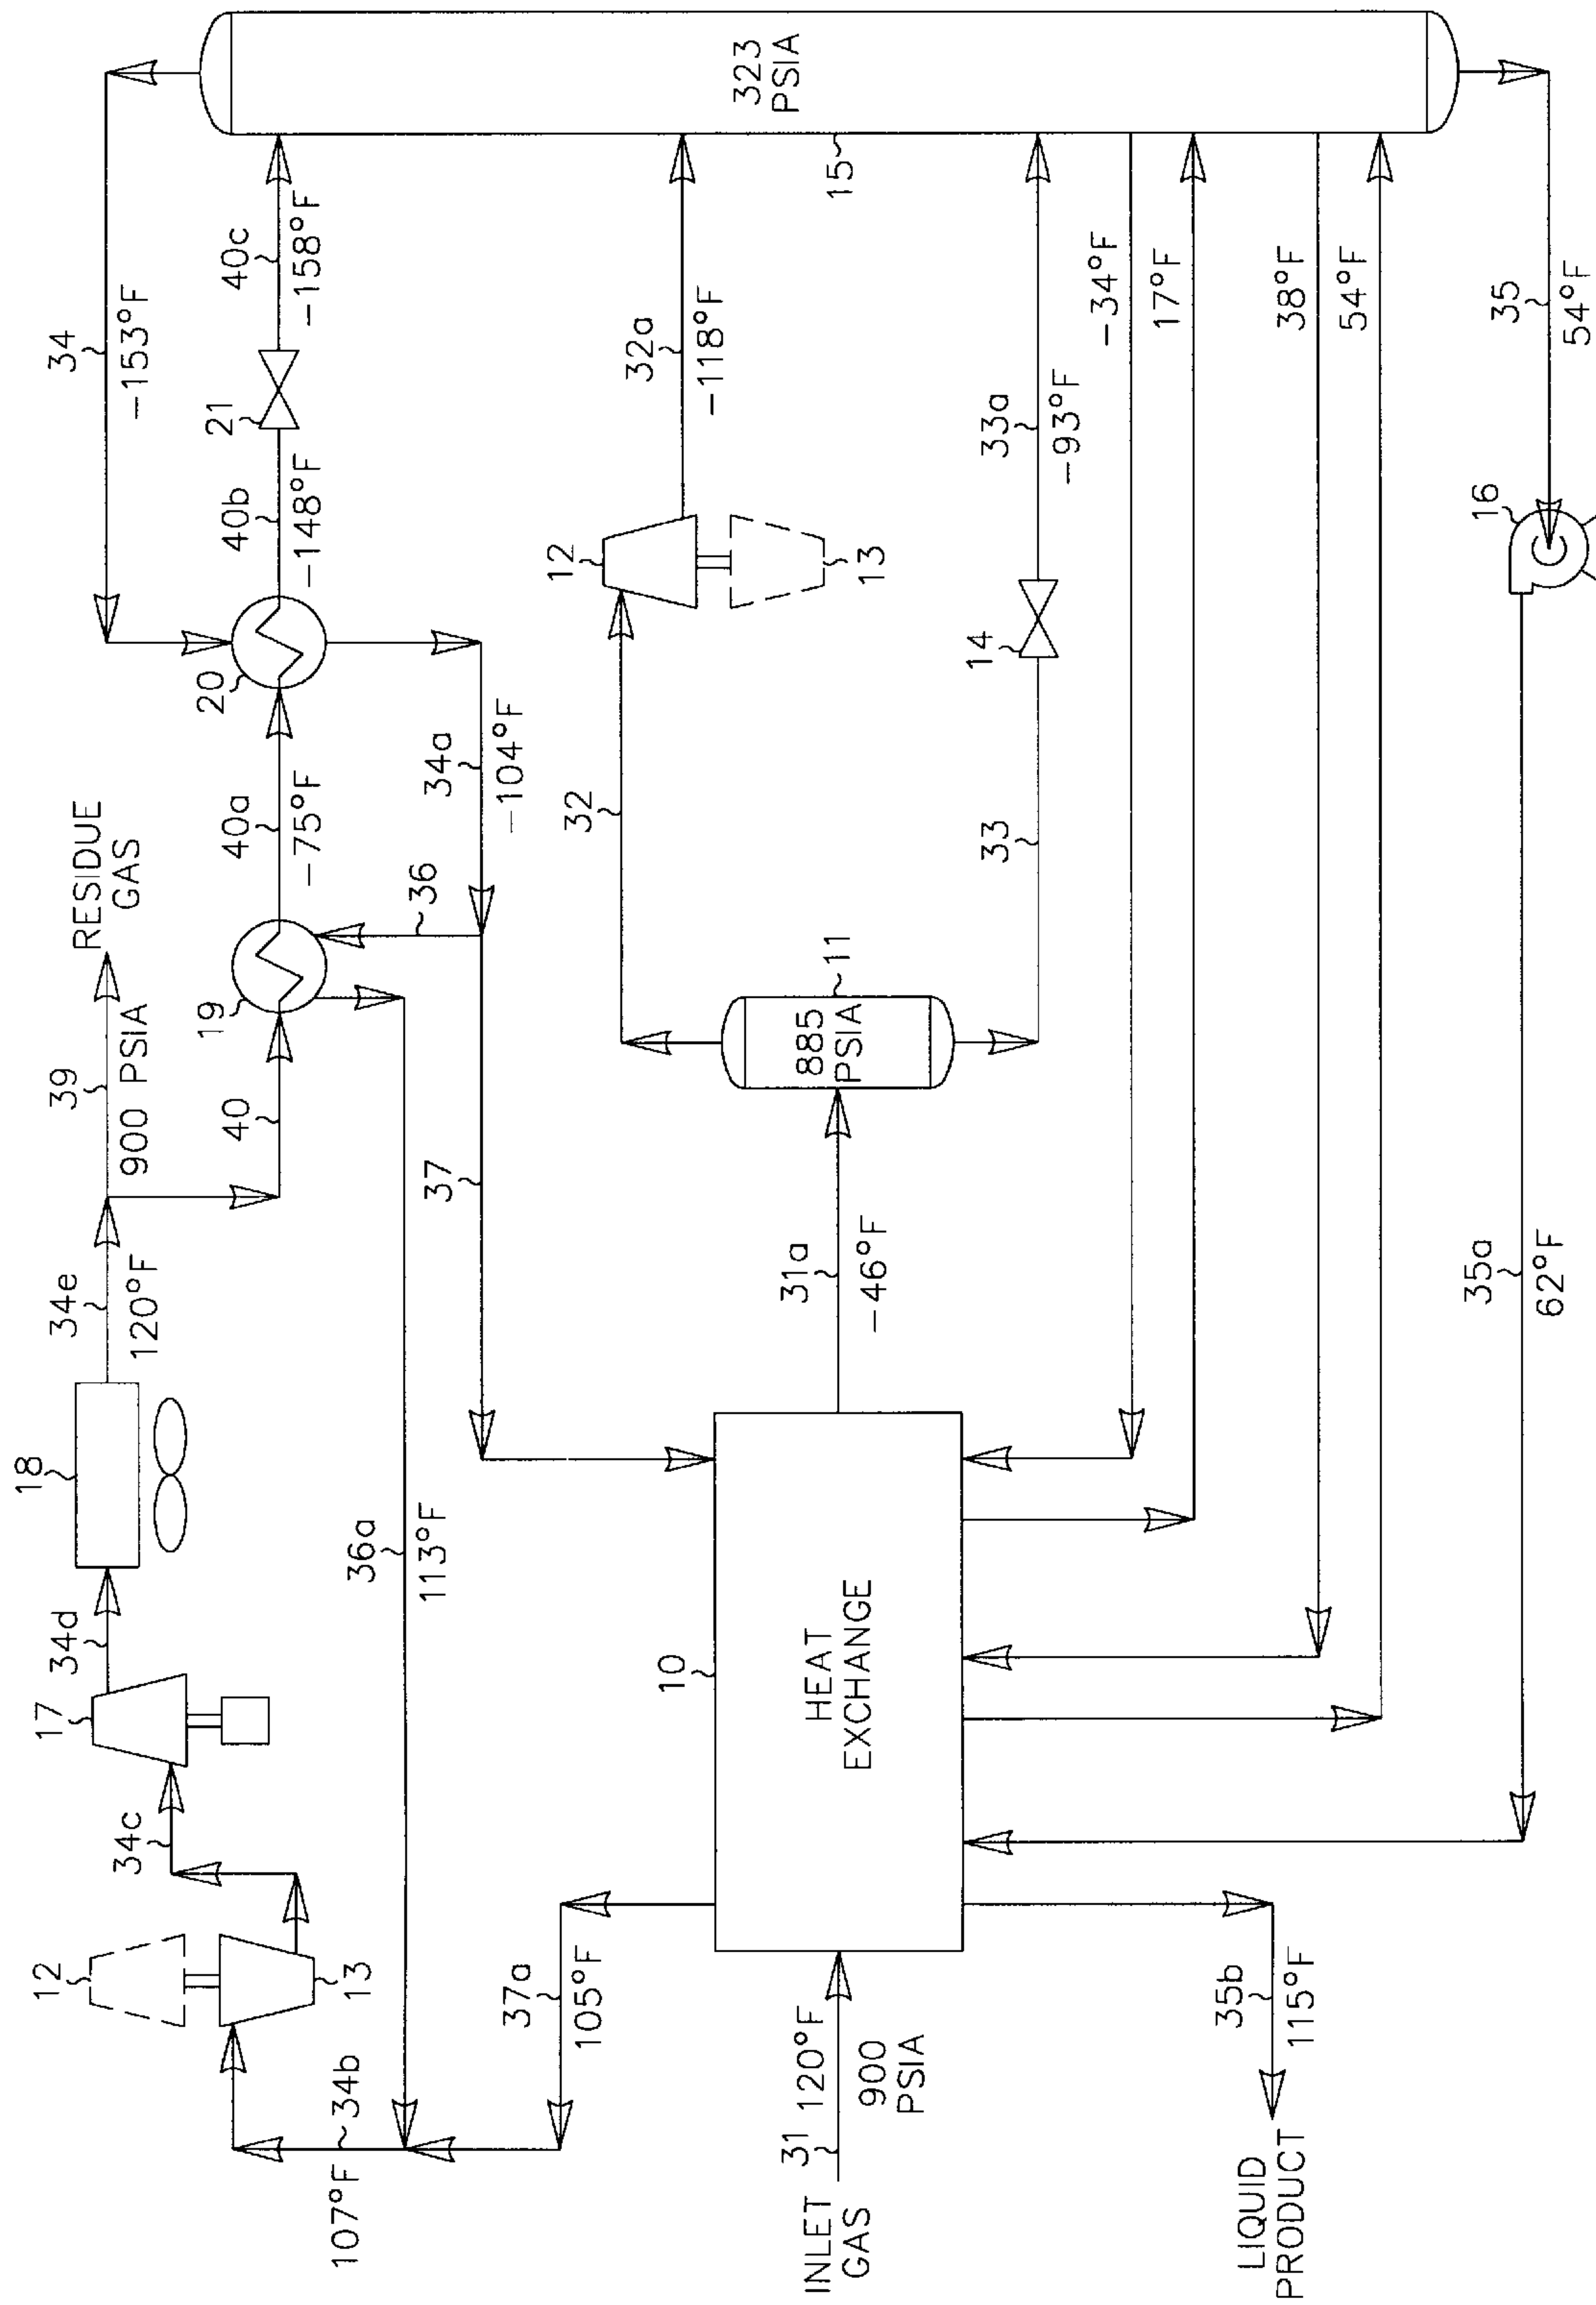 12
13
34b
107°F
34c
17
34d
18
34e
120°F
39
900 PSIA
RESIDUE
GAS
40
19
40a
-75°F
20
40b
-148°F
21
40c
-158°F
34
-153°F
36
34a
-104°F
36a
113°F
37
37a
105°F
INLET
GAS
31
120°F
900
PSIA
10
HEAT
EXCHANGE
31a
-46°F
885
PSIA
11
32
12
13
32a
-118°F
33
14
33a
-93°F
15
323
PSIA
-34°F
17°F
38°F
54°F
35
54°F
16
35a
62°F
35b
115°F
LIQUID
PRODUCT